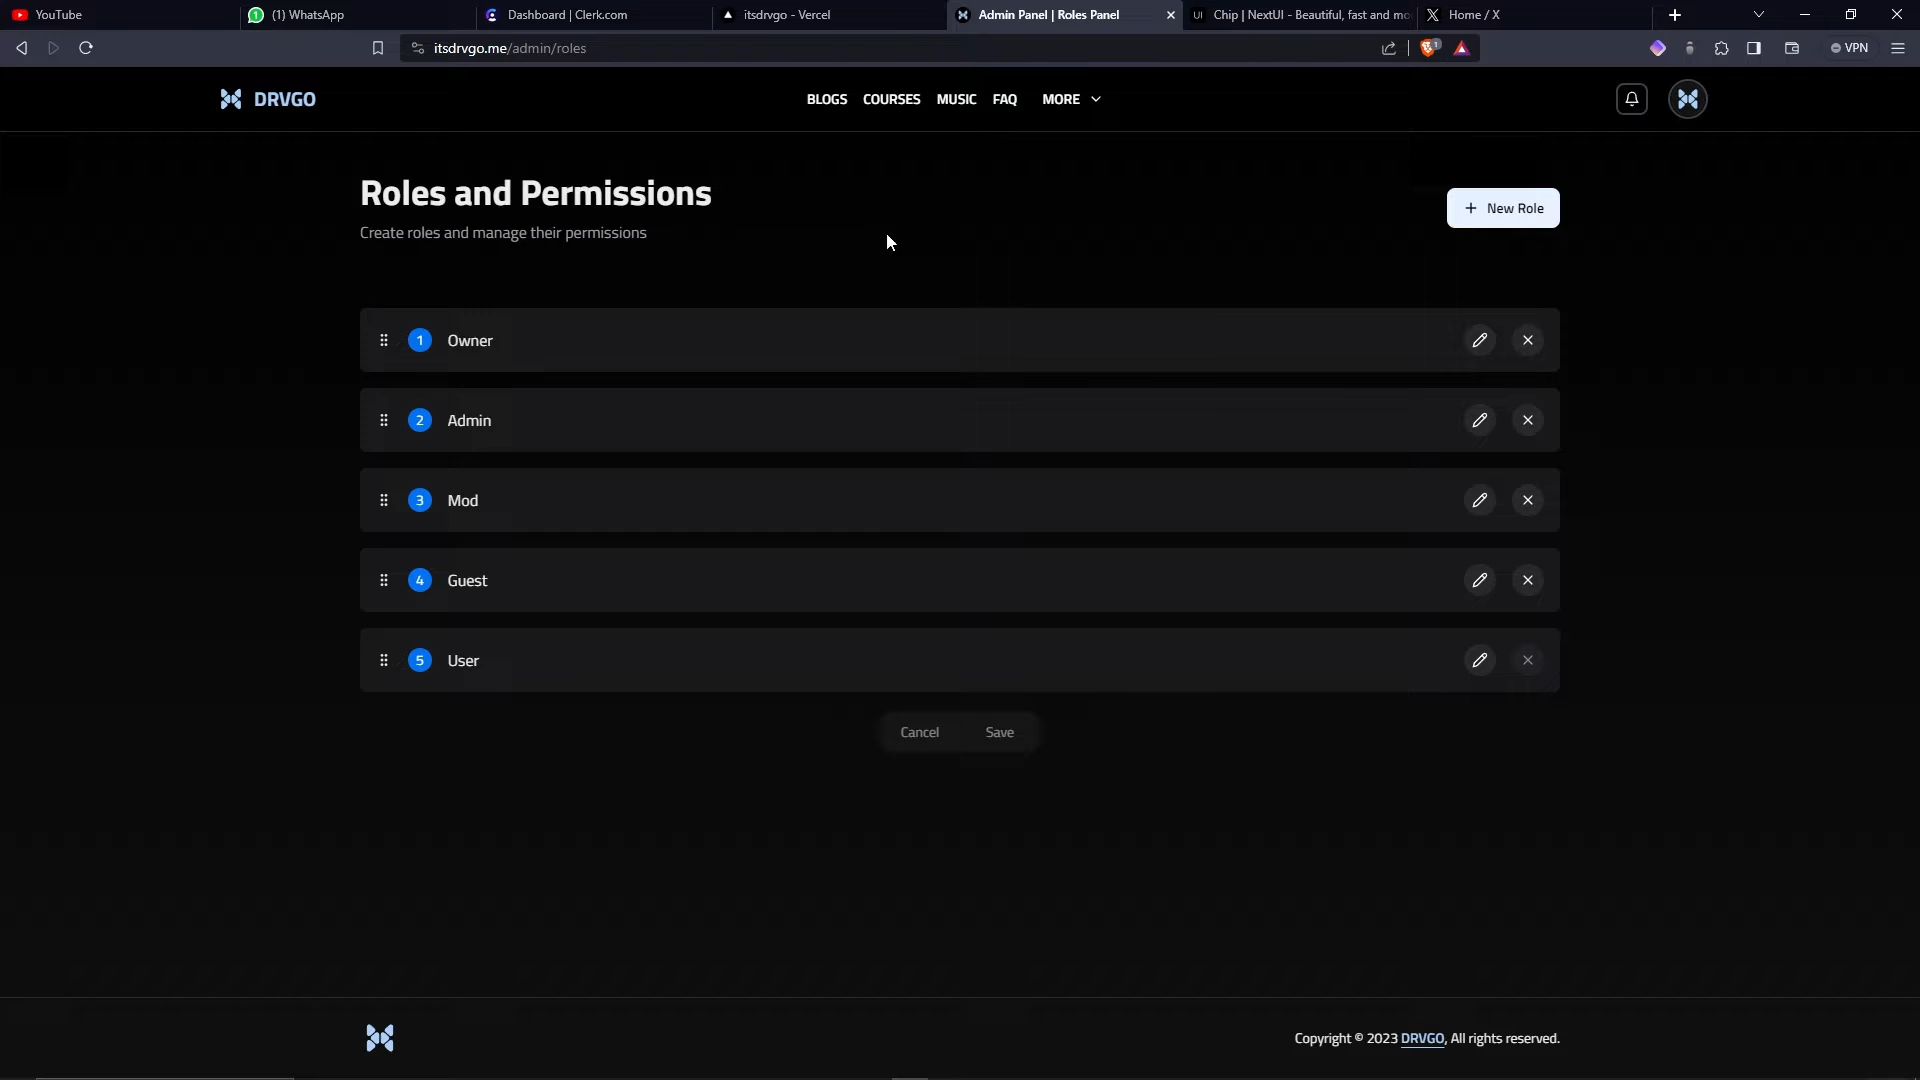 YouTube
1 (1) WhatsApp
Dashboard | Clerk.com
itsdrvgo - Vercel
Admin Panel | Roles Panel
UI Chip | NextUI - Beautiful, fast and mo
Home / X
itsdrvgo.me/admin/roles
1
VPN
DRVGO
BLOGS COURSES MUSIC FAQ MORE
Roles and Permissions
Create roles and manage their permissions
+ New Role
1 Owner
2 Admin
3 Mod
4 Guest
5 User
Cancel Save
Copyright © 2023 DRVGO, All rights reserved.